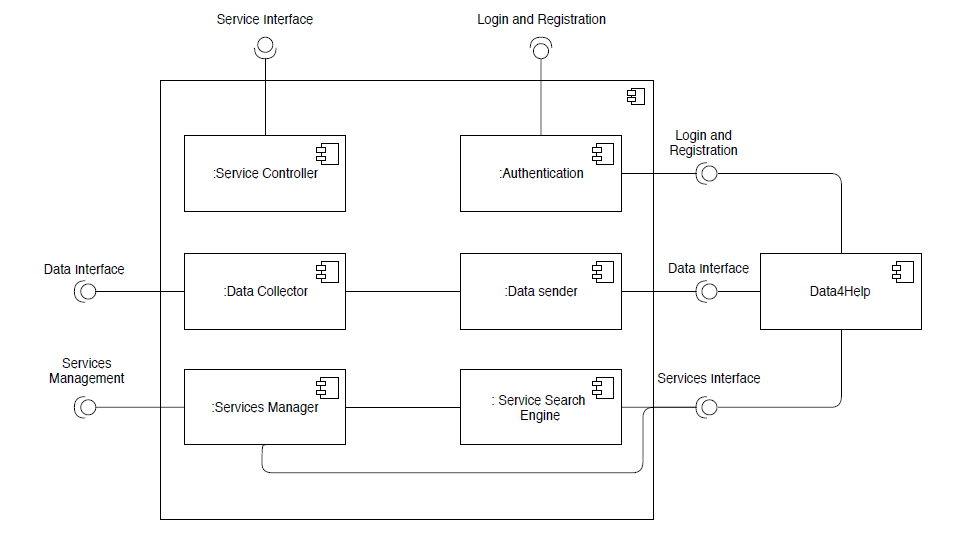 Service Interface
Login and Registration
Login and
Registration
:Service Controller
:Authentication
Data Interface
Data Interface
:Data Collector
:Data sender
Data4Help
Services
Management
Services Interface
:Services Manager
: Service Search
Engine